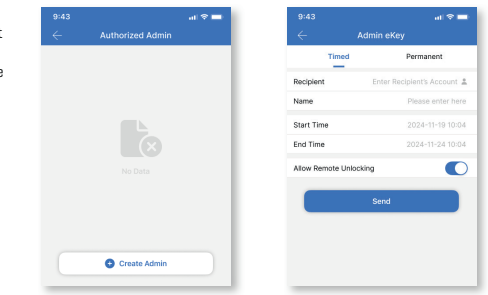 t
e
9:43
Authorized Admin
No Data
Create Admin
9:43
Admin eKey
Timed Permanent
Recipient Enter Recipient's Account
Name Please enter here
Start Time 2024-11-19 10:04
End Time 2024-11-24 10:04
Allow Remote Unlocking
Send